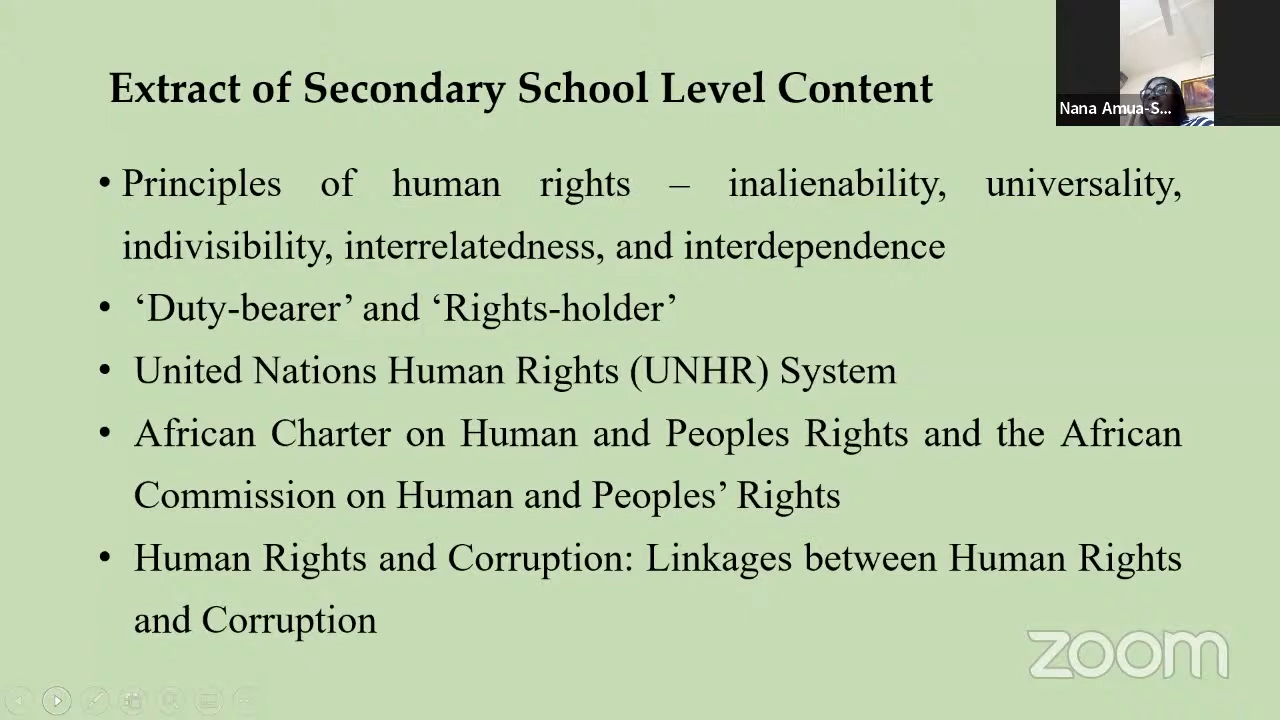 Extract of Secondary School Level Content
Nana Amua-S...
• Principles of human rights – inalienability, universality,
indivisibility, interrelatedness, and interdependence
• ‘Duty-bearer’ and ‘Rights-holder’
• United Nations Human Rights (UNHR) System
• African Charter on Human and Peoples Rights and the African
Commission on Human and Peoples’ Rights
• Human Rights and Corruption: Linkages between Human Rights
and Corruption
zoom